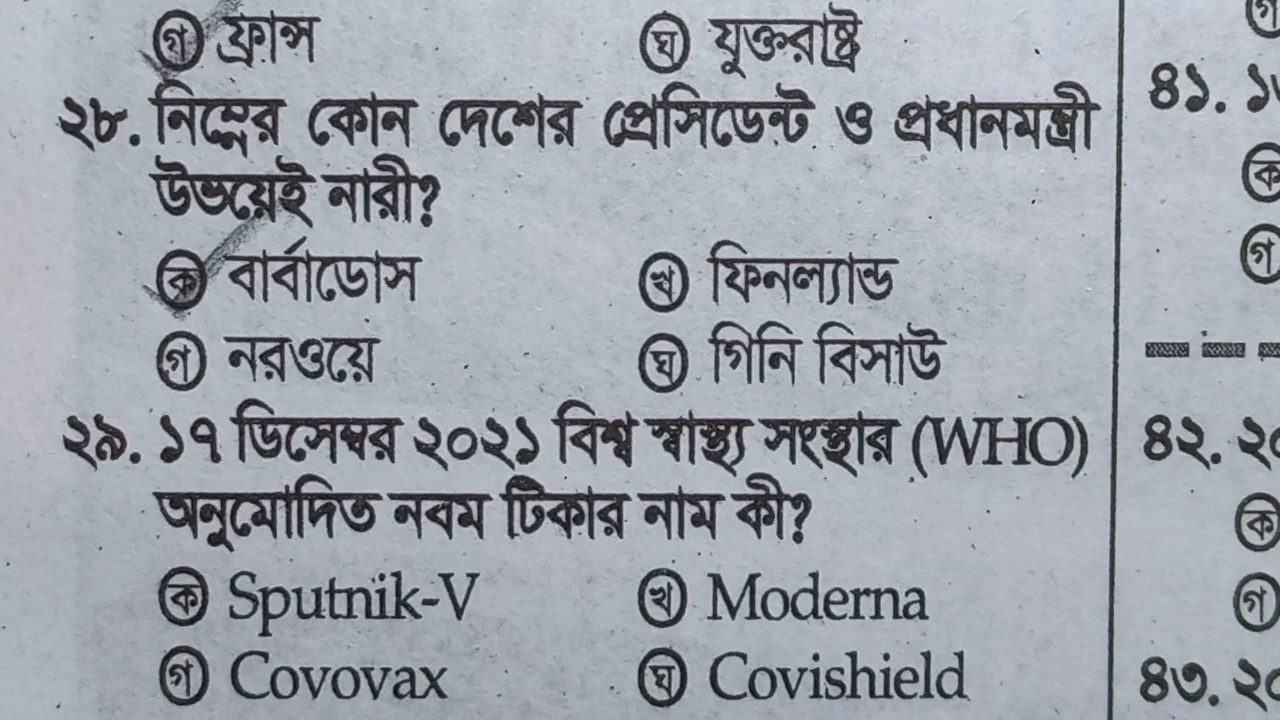 গ ফ্রান্স ঘ যুক্তরাষ্ট্র
২৮. নিম্নের কোন দেশের প্রেসিডেন্ট ও প্রধানমন্ত্রী
উভয়েই নারী?
ক বার্বাডোস খ ফিনল্যান্ড
গ নরওয়ে ঘ গিনি বিসাউ
২৯. ১৭ ডিসেম্বর ২০২১ বিশ্ব স্বাস্থ্য সংস্থার (WHO)
অনুমোদিত নবম টিকার নাম কী?
ক Sputnik-V খ Moderna
গ Covovax ঘ Covishield
৪১.
ক
গ
৪২.
ক
গ
৪৩.